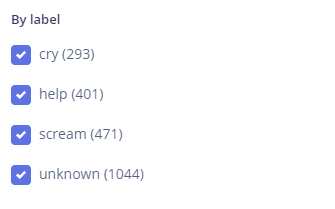 By label
cry (293)
help (401)
scream (471)
unknown (1044)